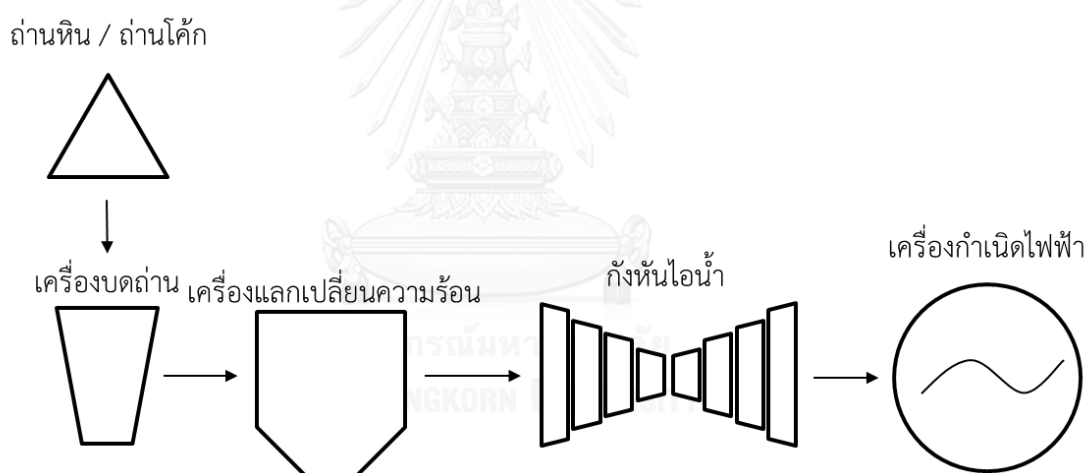 ถ่านหิน / ถ่านโค้ก
เครื่องกำเนิดไฟฟ้า
เครื่องบดถ่าน
เครื่องแลกเปลี่ยนความร้อน
กังหันไอน้ำ